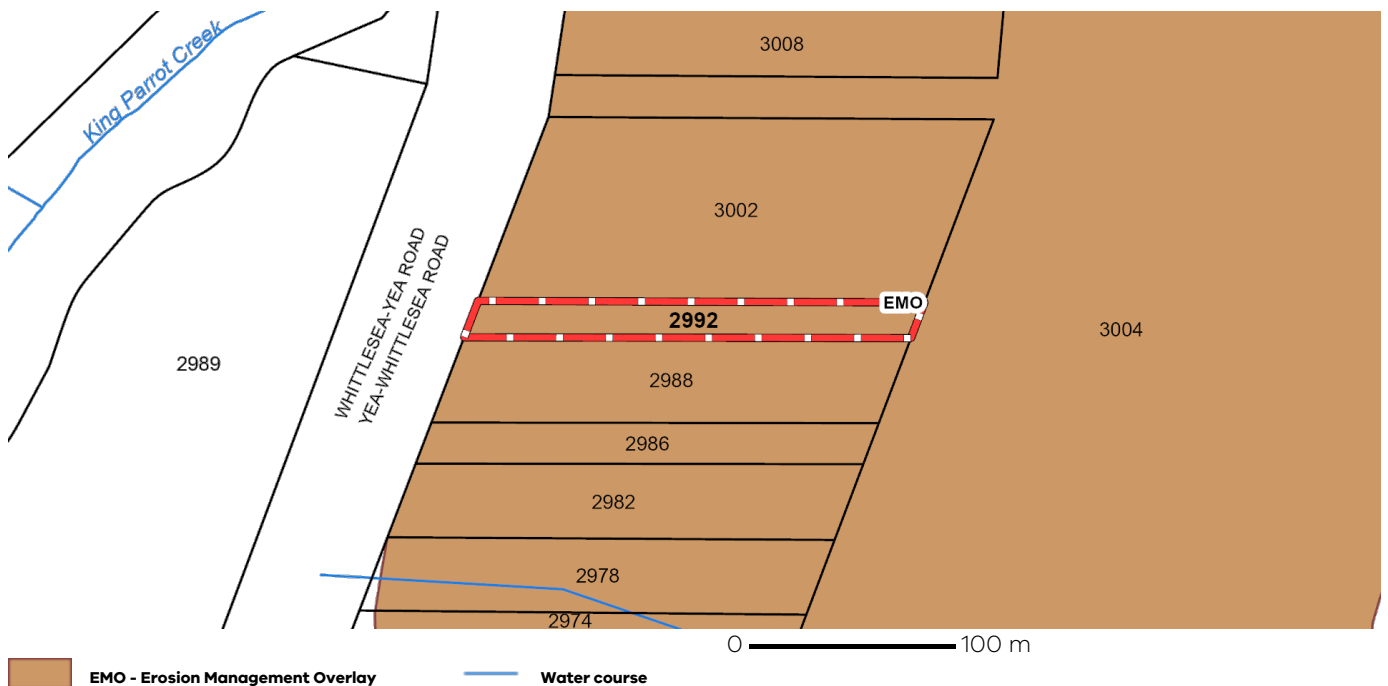 3008
King Parrot Creek
3002
WHITTLESEA-YEA ROAD
YEA-WHITTLESEA ROAD
EMO
2992
3004
2989
2988
2986
2982
2978
2974
0 100 m
EMO - Erosion Management Overlay
Water course